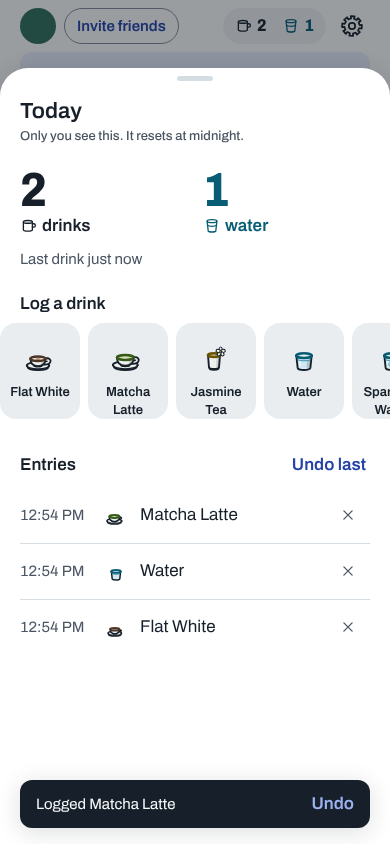 Invite friends
2
1
Today
Only you see this. It resets at midnight.
2
drinks
1
water
Last drink just now
Log a drink
Flat White
Matcha
Latte
Jasmine
Tea
Water
Entries
Undo last
12:54 PM
Matcha Latte
12:54 PM
Water
12:54 PM
Flat White
Logged Matcha Latte
Undo